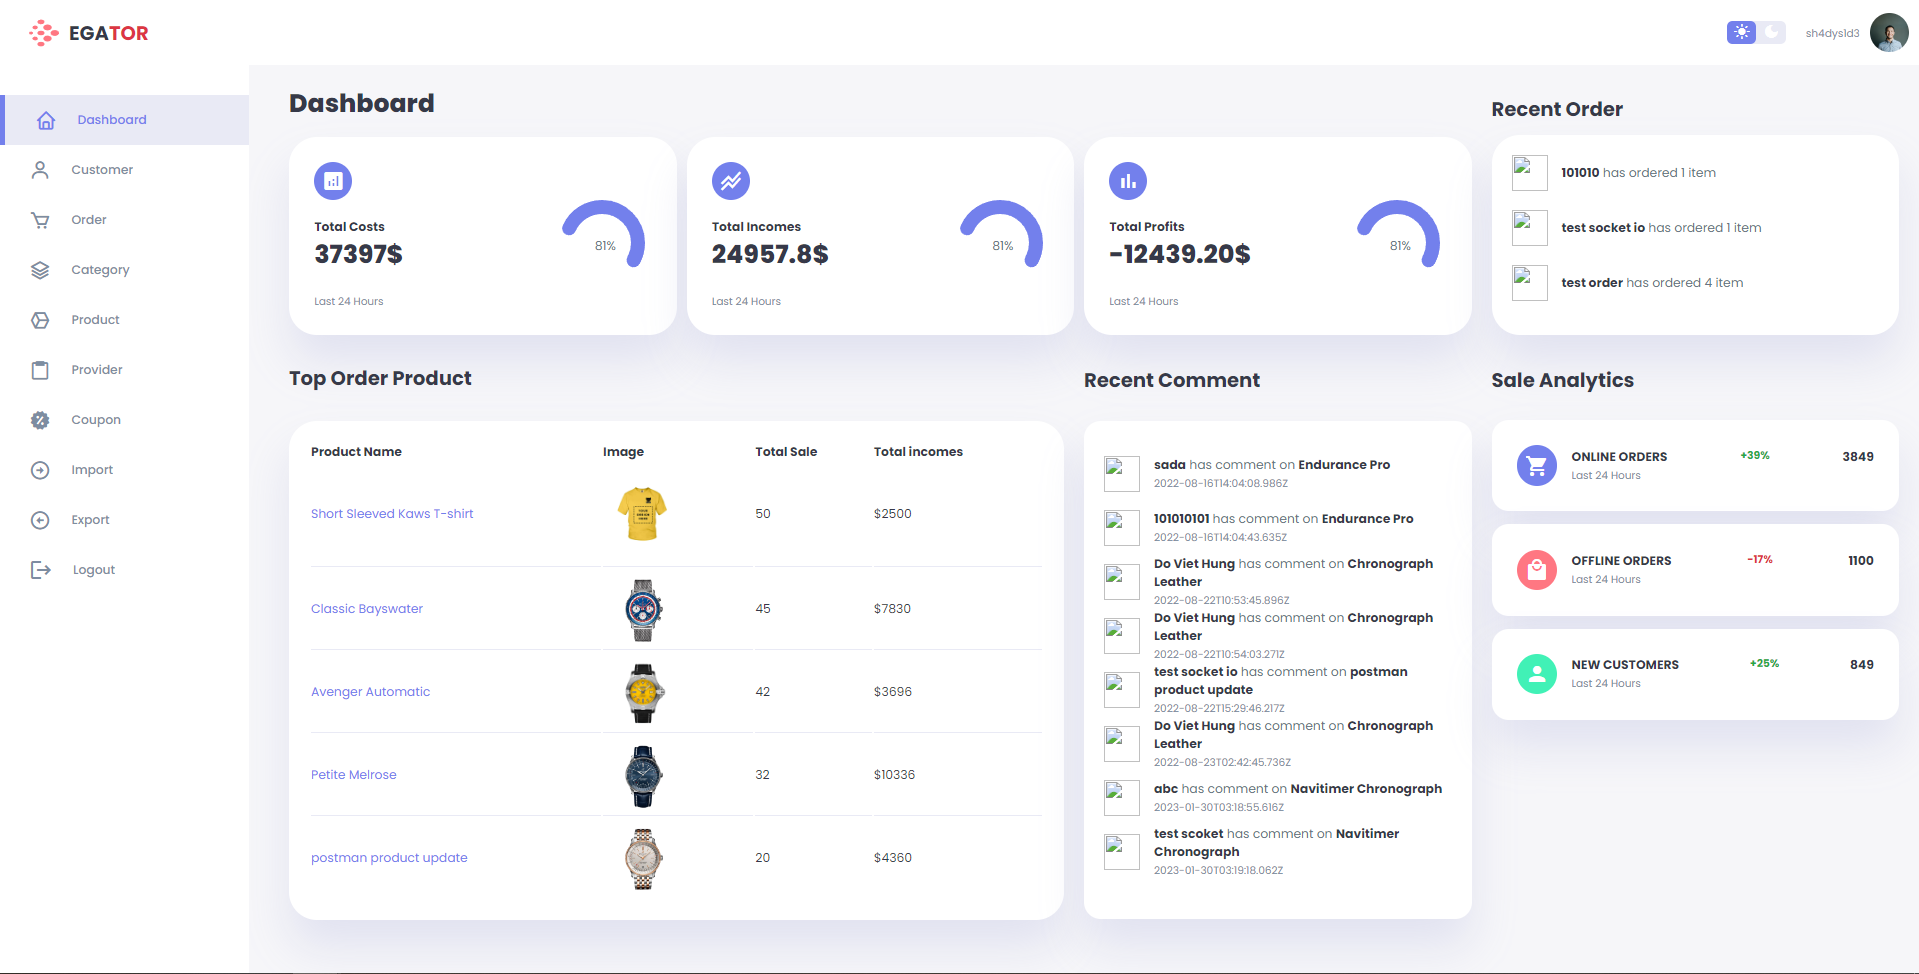 EGATOR
sh4dys1d3
Dashboard
Customer
Order
Category
Product
Provider
Coupon
Import
Export
Logout
Dashboard
Total Costs
37397$
81%
Last 24 Hours
Total Incomes
24957.8$
81%
Last 24 Hours
Total Profits
-12439.20$
81%
Last 24 Hours
Recent Order
101010 has ordered 1 item
test socket io has ordered 1 item
test order has ordered 4 item
Top Order Product
Product Name Image Total Sale Total incomes
Short Sleeved Kaws T-shirt 50 $2500
Classic Bayswater 45 $7830
Avenger Automatic 42 $3696
Petite Melrose 32 $10336
postman product update 20 $4360
Recent Comment
sada has comment on Endurance Pro
2022-08-16T14:04:08.986Z
101010101 has comment on Endurance Pro
2022-08-16T14:04:43.635Z
Do Viet Hung has comment on Chronograph
Leather
2022-08-22T10:53:45.896Z
Do Viet Hung has comment on Chronograph
Leather
2022-08-22T10:54:03.271Z
test socket io has comment on postman
product update
2022-08-22T15:29:46.217Z
Do Viet Hung has comment on Chronograph
Leather
2022-08-23T02:42:45.736Z
abc has comment on Navitimer Chronograph
2023-01-30T03:18:55.616Z
test scoket has comment on Navitimer
Chronograph
2023-01-30T03:19:18.062Z
Sale Analytics
ONLINE ORDERS +39% 3849
Last 24 Hours
OFFLINE ORDERS -17% 1100
Last 24 Hours
NEW CUSTOMERS +25% 849
Last 24 Hours